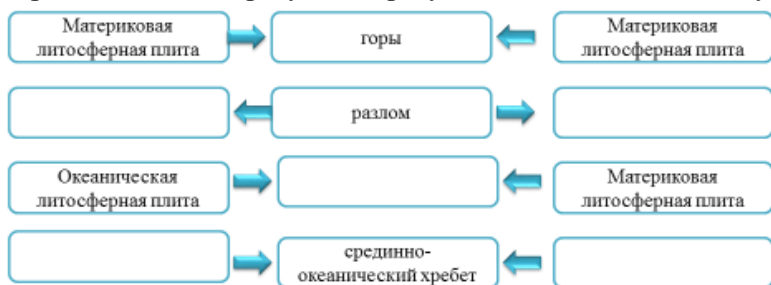 Материковая
литосферная плита
горы
Материковая
литосферная плита
разлом
Океаническая
литосферная плита
Материковая
литосферная плита
срединно-
океанический хребет